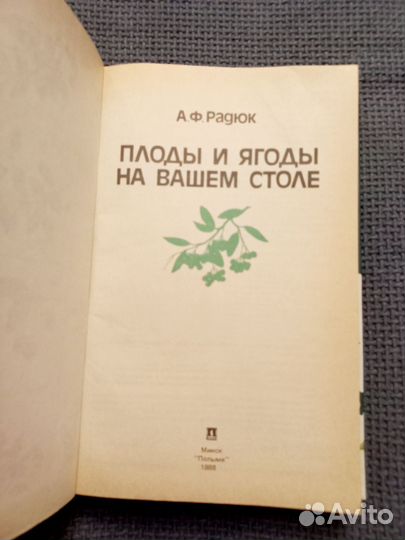 А.Ф. Радюк
ПЛОДЫ И ЯГОДЫ
НА ВАШЕМ СТОЛЕ
Минск
"Полымя"
1988
Avito